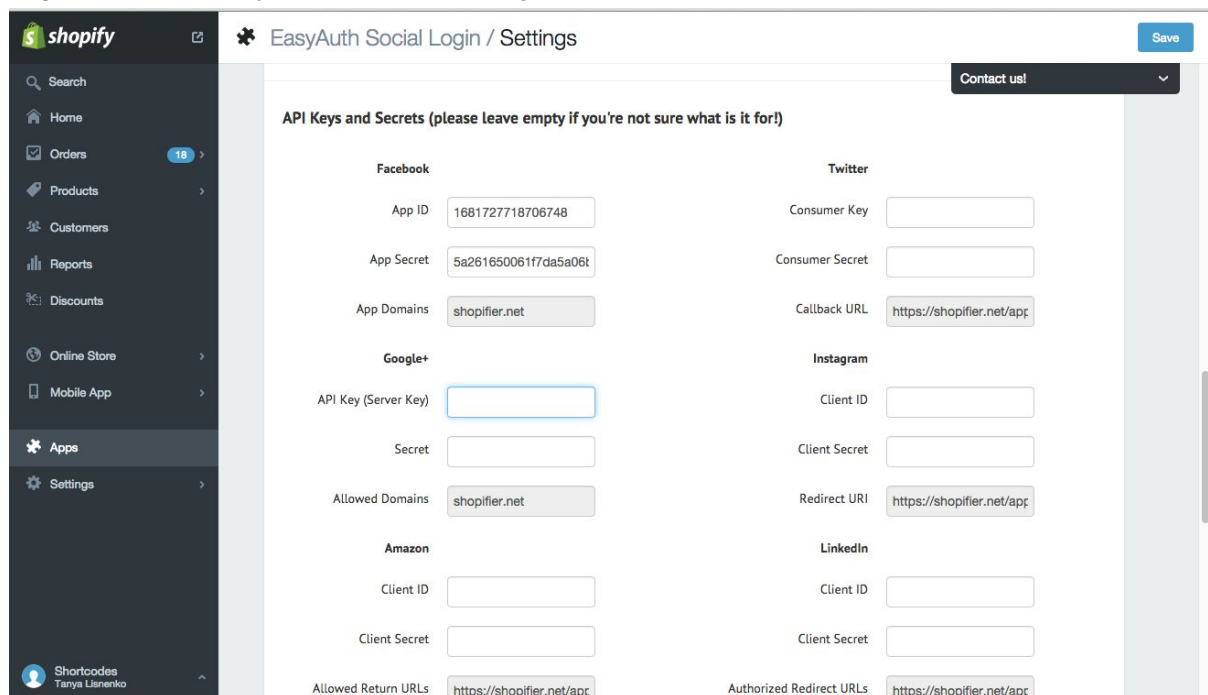 shopify
EasyAuth Social Login / Settings
Save
Search
Home
Orders 18
Products
Customers
Reports
Discounts
Online Store
Mobile App
Apps
Settings
Shortcodes
Tanya Lisnenko
Contact us!
API Keys and Secrets (please leave empty if you're not sure what is it for!)
Facebook
App ID 1681727718706748
App Secret 5a261650061f7da5a06b
App Domains shopifier.net
Twitter
Consumer Key
Consumer Secret
Callback URL https://shopifier.net/app
Google+
API Key (Server Key)
Secret
Allowed Domains shopifier.net
Instagram
Client ID
Client Secret
Redirect URI https://shopifier.net/app
Amazon
Client ID
Client Secret
Allowed Return URLs https://shopifier.net/app
LinkedIn
Client ID
Client Secret
Authorized Redirect URLs https://shopifier.net/app